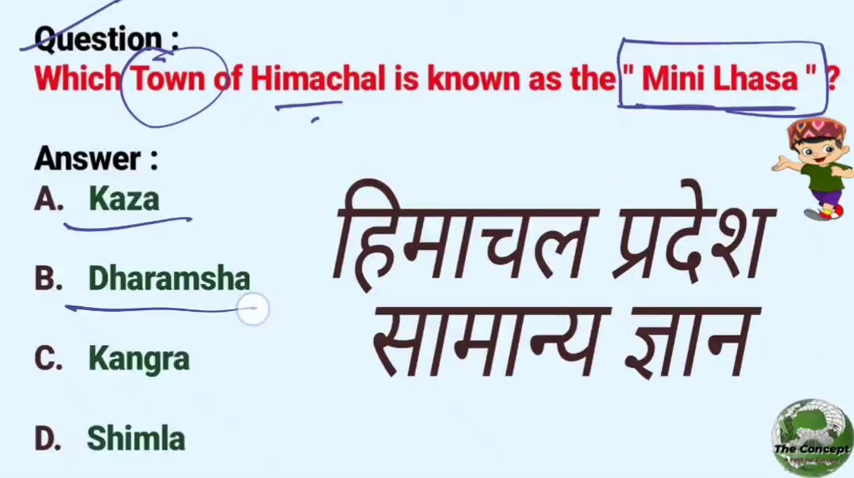 Question :
Which Town of Himachal is known as the " Mini Lhasa " ?
Answer :
A. Kaza
B. Dharamsha
C. Kangra
D. Shimla
हिमाचल प्रदेश
सामान्य ज्ञान
The Concept